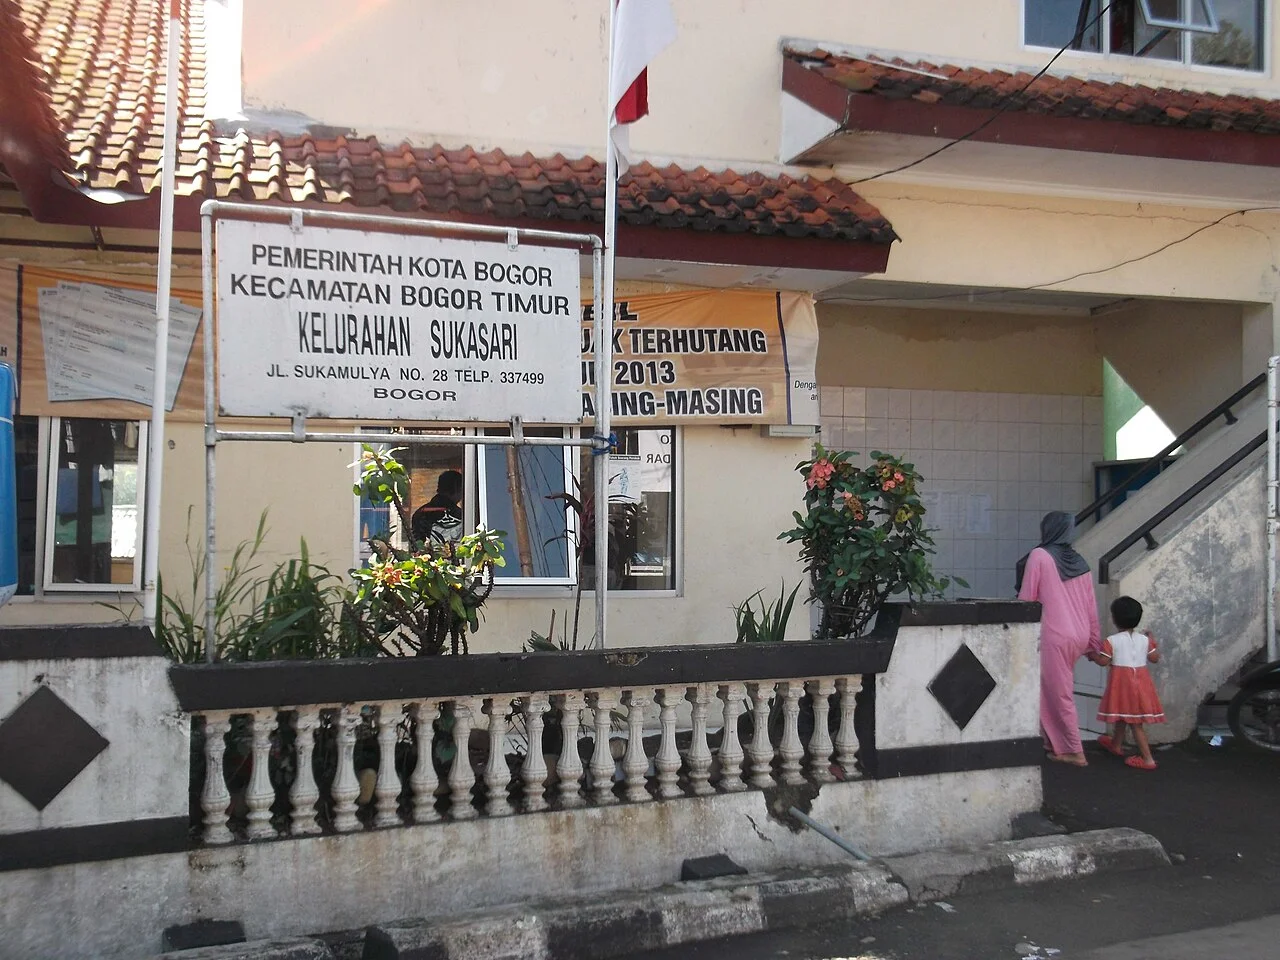 PEMERINTAH KOTA BOGOR
KECAMATAN BOGOR TIMUR
KELURAHAN SUKASARI
JL. SUKAMULYA NO. 28 TELP. 337499
BOGOR
TERHUTANG
2013
MASING-MASING